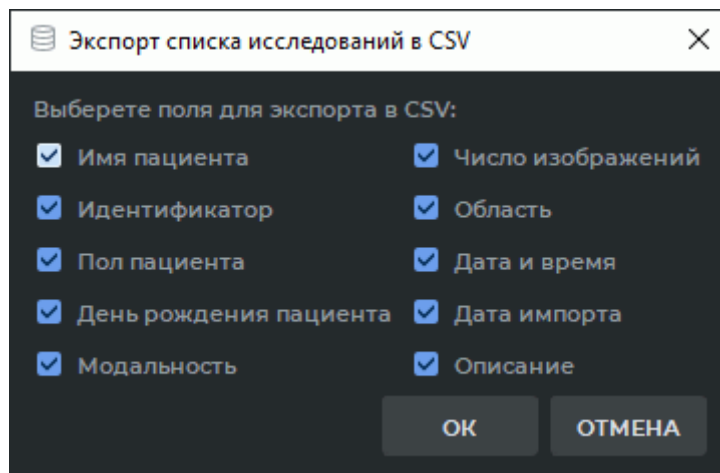 Экспорт списка исследований в CSV
Выберете поля для экспорта в CSV:
Имя пациента
Число изображений
Идентификатор
Область
Пол пациента
Дата и время
День рождения пациента
Дата импорта
Модальность
Описание
ОК
ОТМЕНА